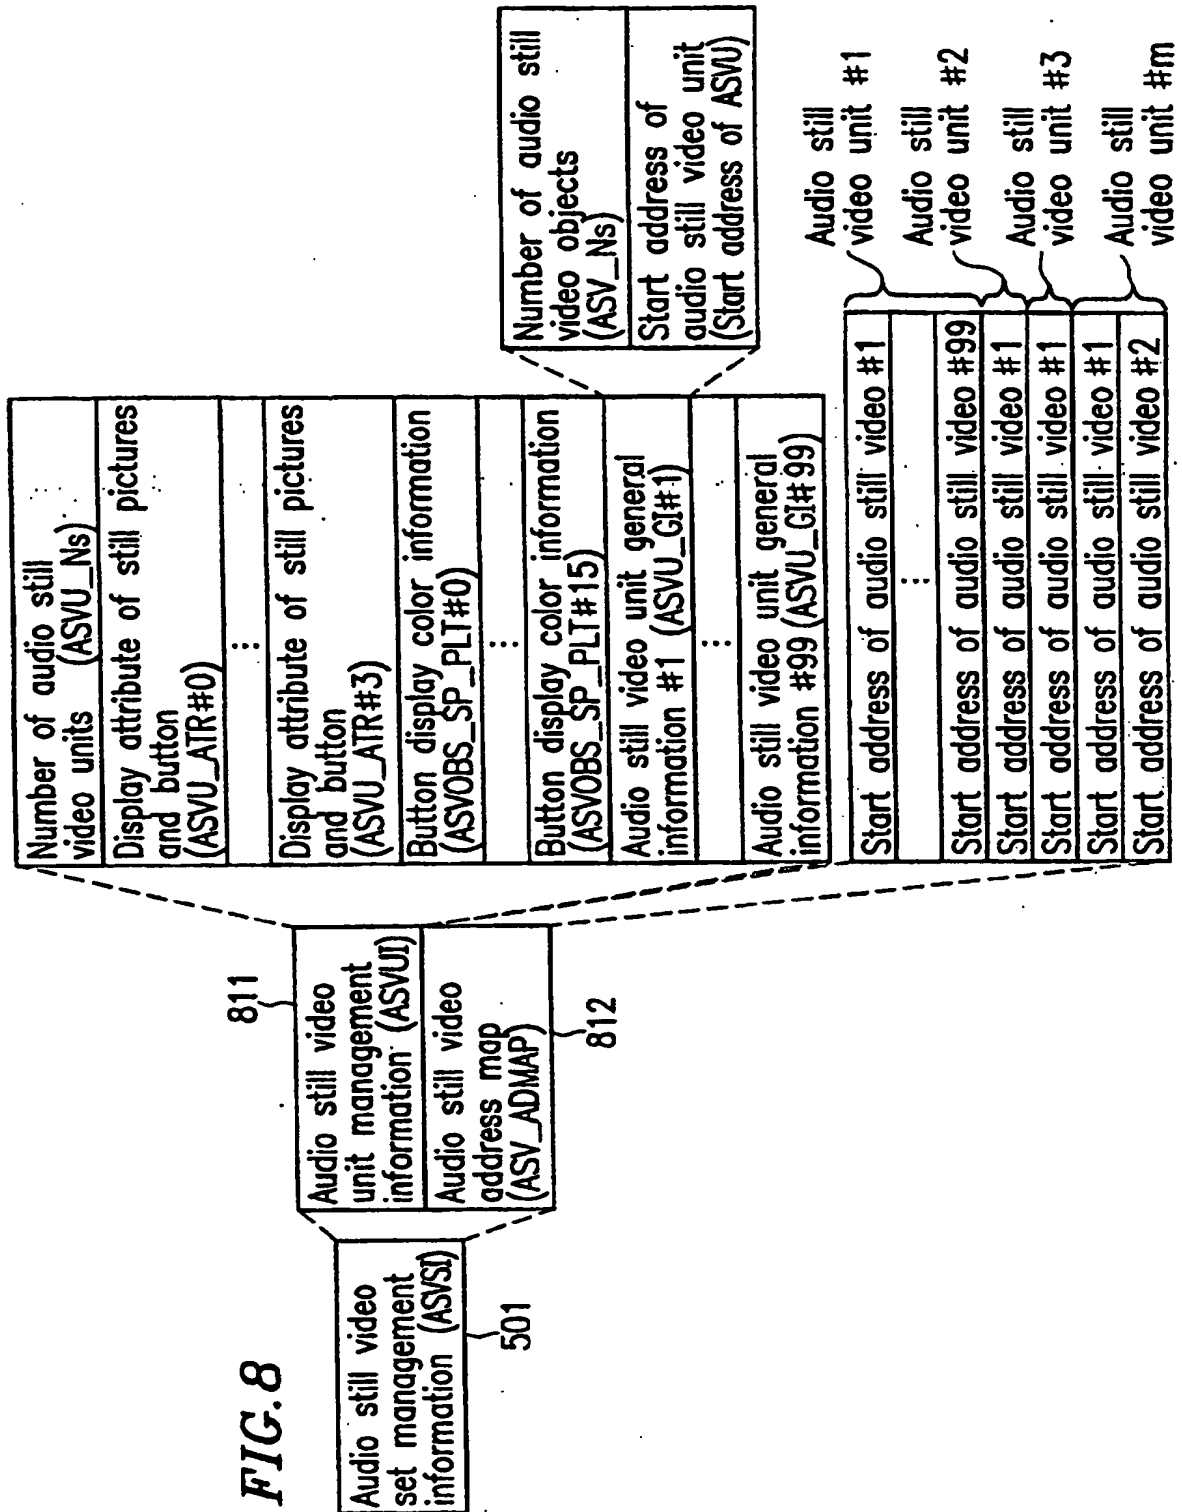 FIG.8
Audio still video
set management
information (ASVSI)
501
811
Audio still video
unit management
information (ASVUI)
Audio still video
address map
(ASV_ADMAP)
812
Number of audio still
video units (ASVU_Ns)
Display attribute of still pictures
and button
(ASVU_ATR#0)
...
Display attribute of still pictures
and button
(ASVU_ATR#3)
Button display color information
(ASVOBS_SP_PLT#0)
...
Button display color information
(ASVOBS_SP_PLT#15)
Audio still video unit general
information #1 (ASVU_GI#1)
...
Audio still video unit general
information #99 (ASVU_GI#99)
Number of audio still
video objects
(ASV_Ns)
Start address of
audio still video unit
(Start address of ASVU)
Start address of audio still video #1
...
Start address of audio still video #99
Start address of audio still video #1
Start address of audio still video #1
Start address of audio still video #1
Start address of audio still video #2
Audio still
video unit #1
Audio still
video unit #2
Audio still
video unit #3
Audio still
video unit #m